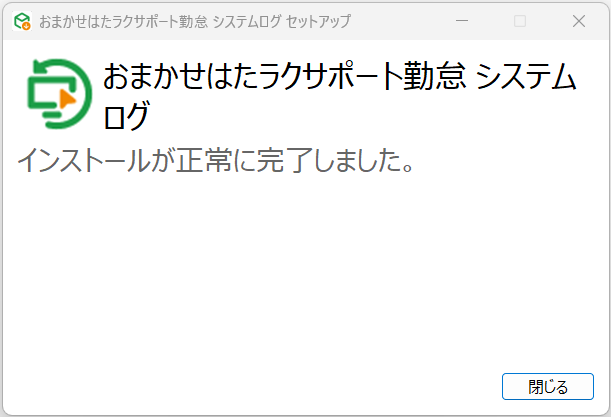 おまかせはたラクサポート勤怠 システムログ セットアップ
おまかせはたラクサポート勤怠 システム
ログ
インストールが正常に完了しました。
閉じる